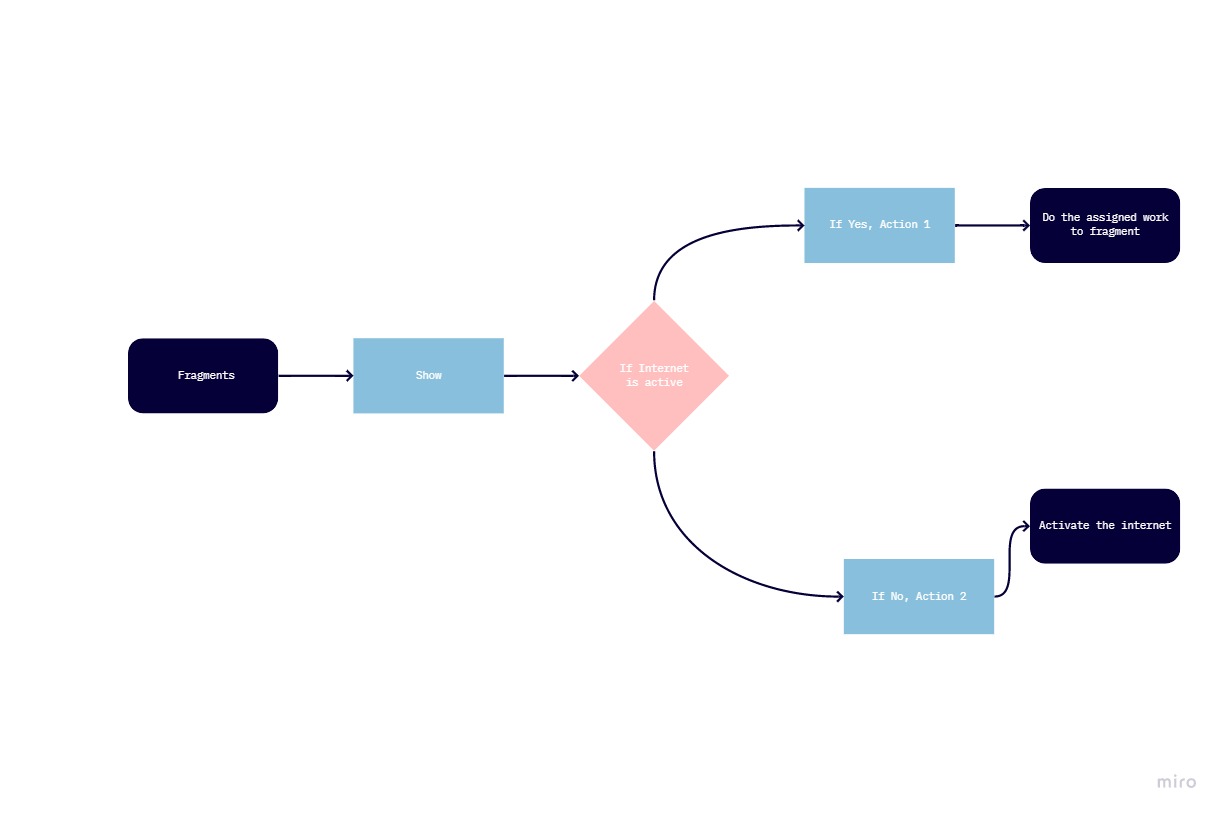 Fragments
Show
If Internet
is active
If Yes, Action 1
Do the assigned work
to fragment
If No, Action 2
Activate the internet
miro